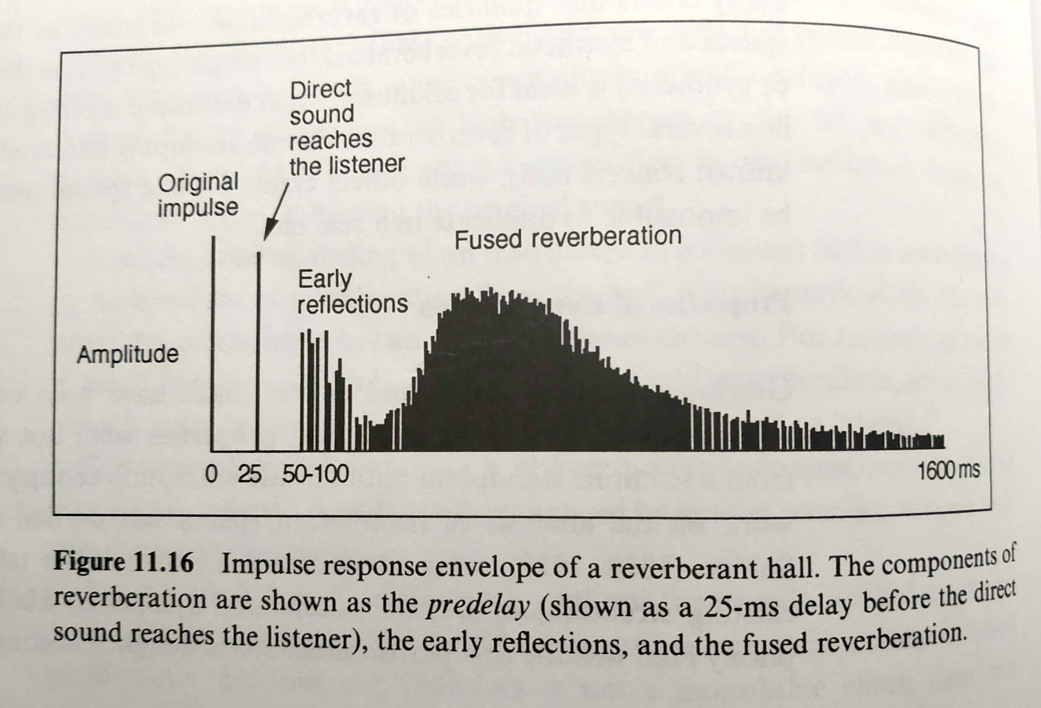 Direct
sound
reaches
the listener
Original
impulse
Fused reverberation
Early
reflections
Amplitude
0 25 50-100 1600 ms
Figure 11.16 Impulse response envelope of a reverberant hall. The components of
reverberation are shown as the predelay (shown as a 25-ms delay before the direct
sound reaches the listener), the early reflections, and the fused reverberation.